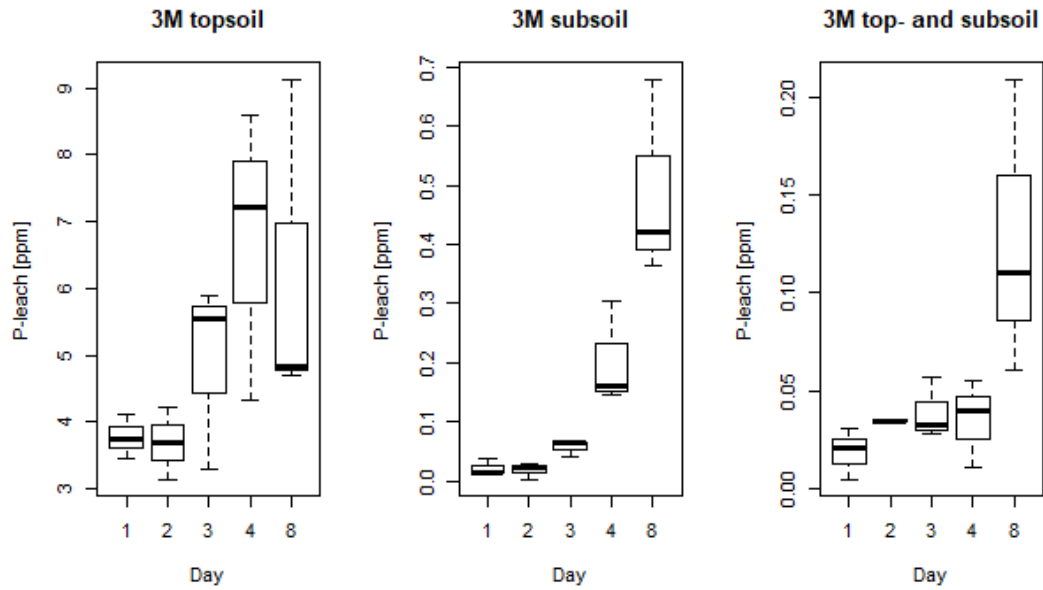 3M topsoil
P-leach [ppm]
9
8
7
6
5
4
3
1 2 3 4 8
Day
3M subsoil
P-leach [ppm]
0.7
0.6
0.5
0.4
0.3
0.2
0.1
0.0
1 2 3 4 8
Day
3M top- and subsoil
P-leach [ppm]
0.20
0.15
0.10
0.05
0.00
1 2 3 4 8
Day